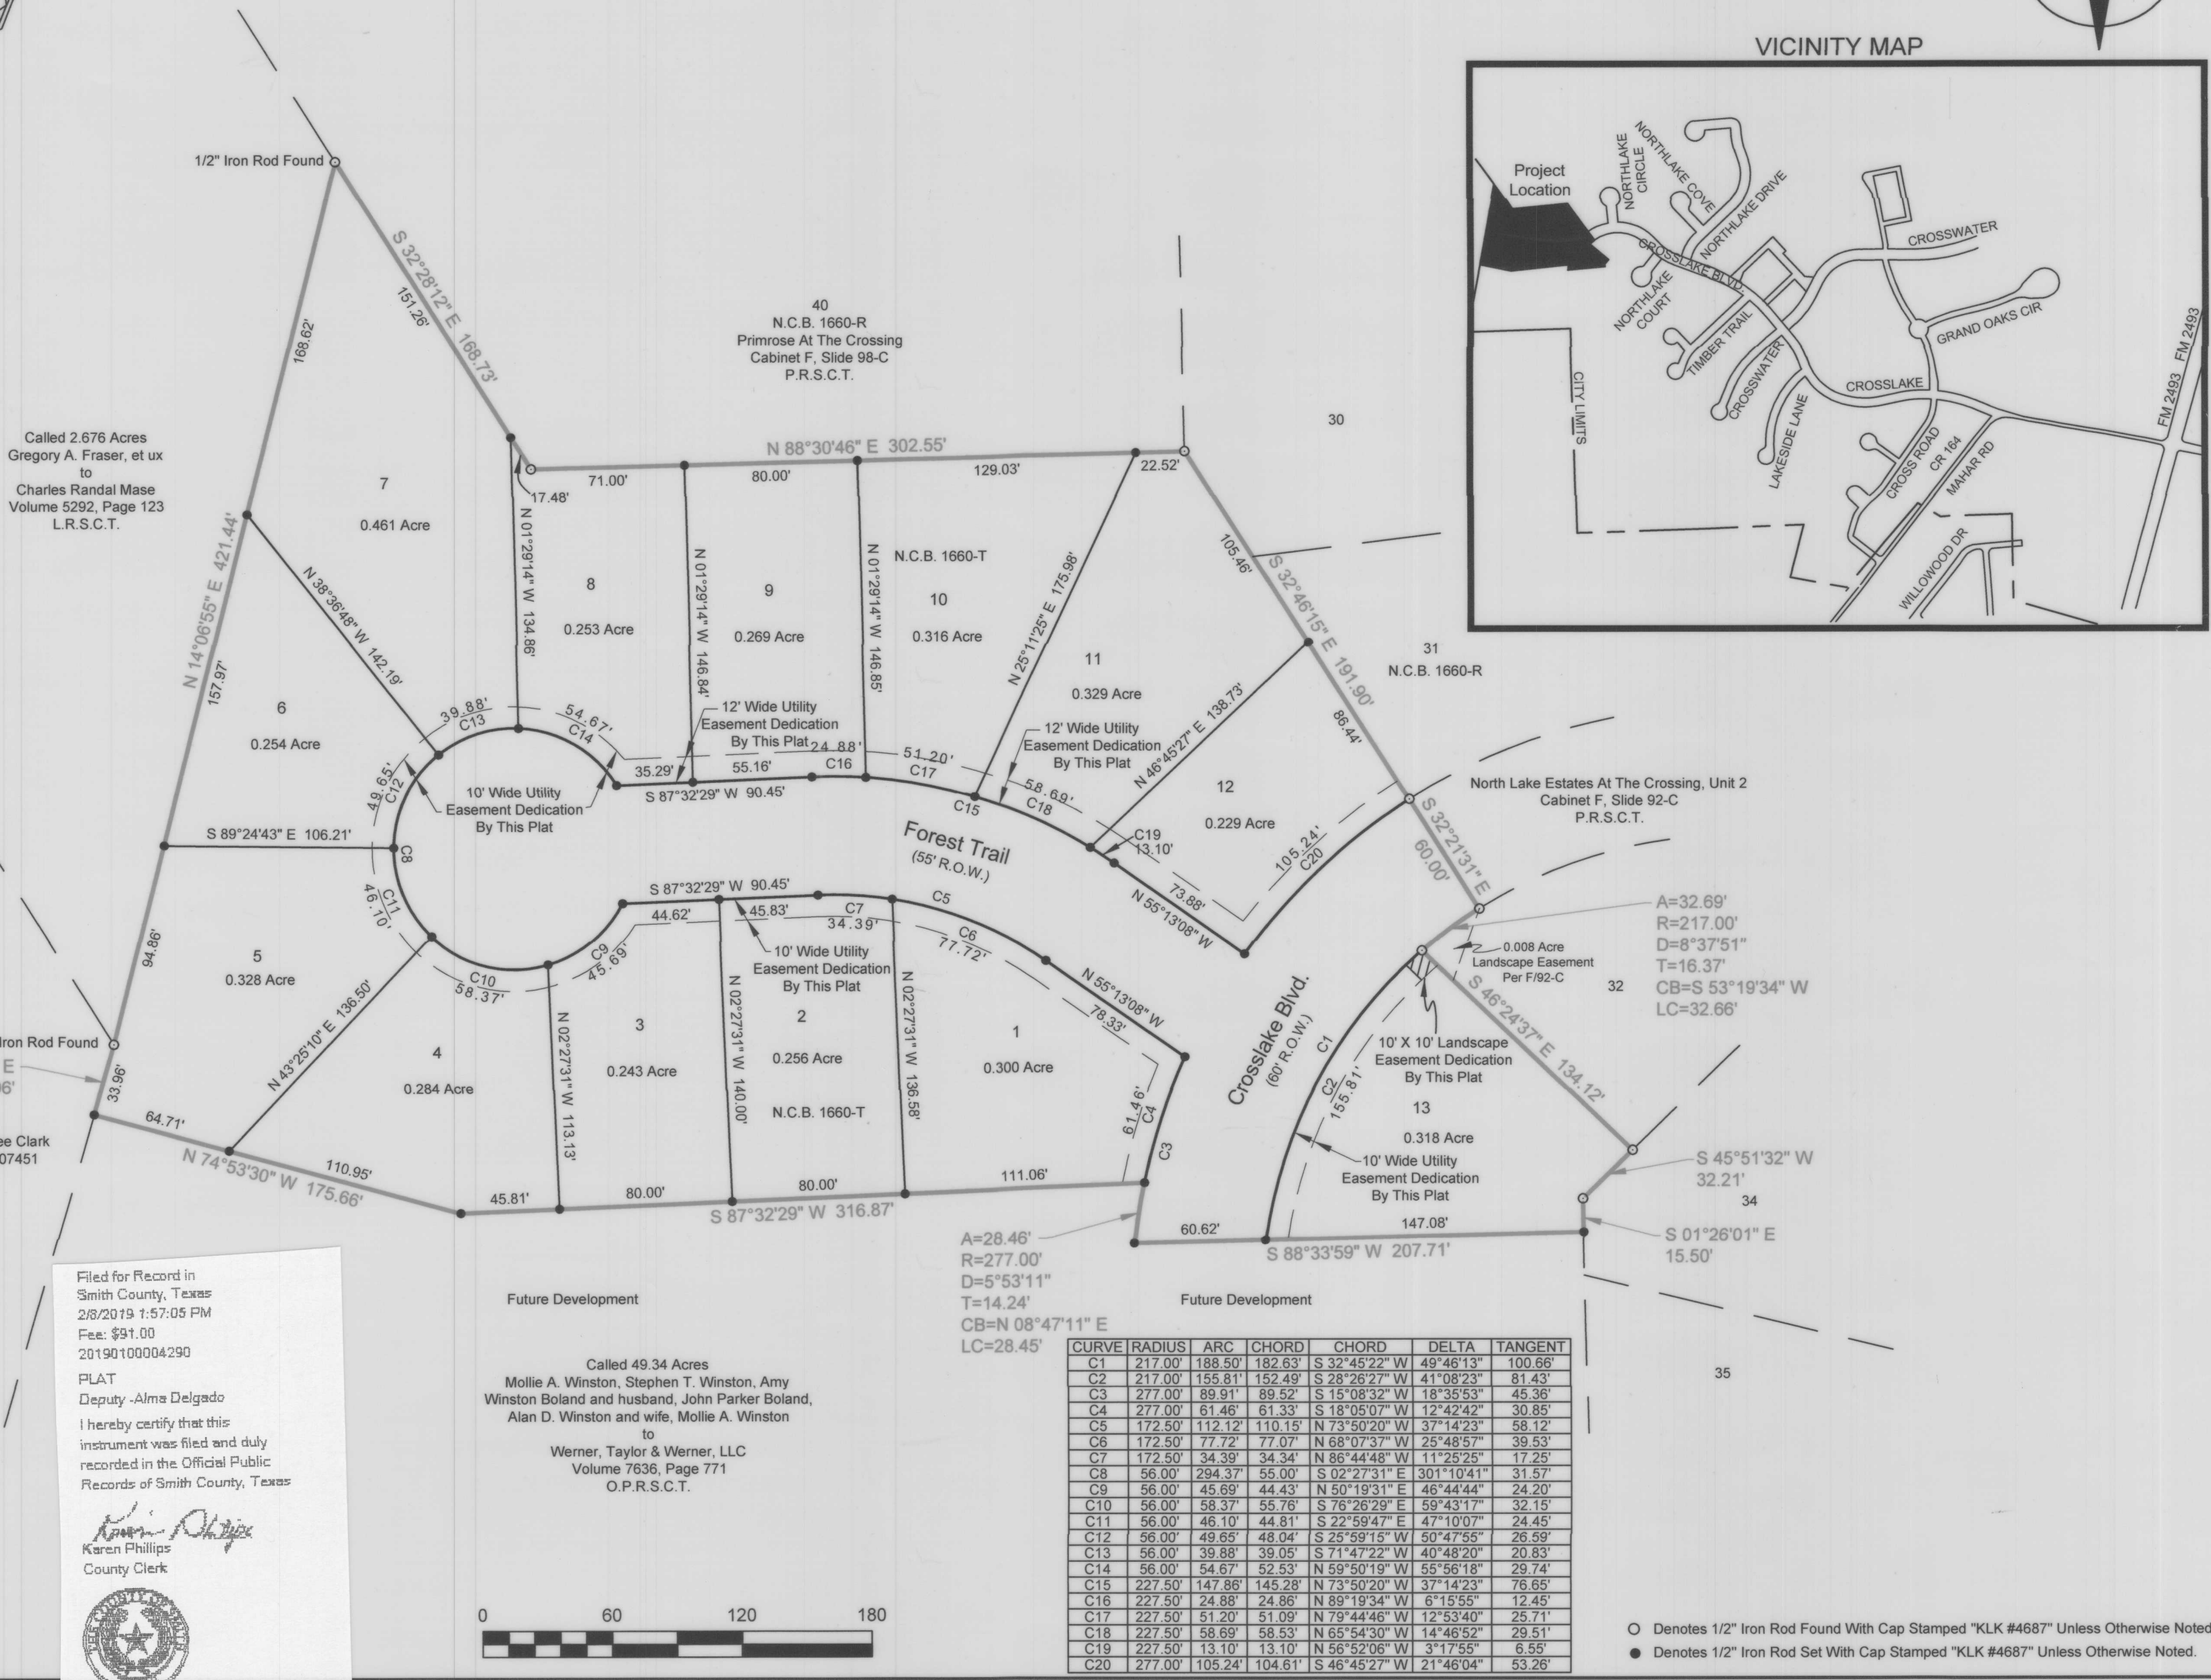 VICINITY MAP
Project
Location
NORTHLAKE
CIRCLE
NORTHLAKE COVE
NORTHLAKE DRIVE
CROSSLAKE BLVD.
NORTHLAKE
COURT
TIMBER TRAIL
CROSSWATER
CROSSWATER
LAKESIDE LANE
CROSSLAKE
GRAND OAKS CIR
CROSS ROAD
CR 164
MAHAR RD
WILLOWOOD DR
FM 2493 FM 2493
CITY LIMITS
1/2" Iron Rod Found
S 32°28'12" E 168.73'
151.26'
168.62'
40
N.C.B. 1660-R
Primrose At The Crossing
Cabinet F, Slide 98-C
P.R.S.C.T.
30
Called 2.676 Acres
Gregory A. Fraser, et ux
to
Charles Randal Mase
Volume 5292, Page 123
L.R.S.C.T.
N 14°06'55" E 421.44'
157.97'
94.86'
33.96'
N 88°30'46" E 302.55'
71.00'
80.00'
129.03'
22.52'
17.48'
7
0.461 Acre
N 38°36'48" W 142.19'
N 01°29'14" W 134.86'
8
0.253 Acre
N 01°29'14" W 146.84'
9
0.269 Acre
N 01°29'14" W 146.85'
N.C.B. 1660-T
10
0.316 Acre
N 25°11'25" E 175.98'
11
0.329 Acre
105.46'
S 32°46'15" E 191.90'
86.44'
N 46°45'27" E 138.73'
12
0.229 Acre
31
N.C.B. 1660-R
6
0.254 Acre
39.88'
C13
54.67'
C14
49.65'
C12
12' Wide Utility
Easement Dedication
By This Plat
24.88'
C16
35.29'
55.16'
S 87°32'29" W 90.45'
51.20'
C17
C15
58.69'
C18
12' Wide Utility
Easement Dedication
By This Plat
C19
13.10'
73.88'
N 55°13'08" W
105.24'
C20
10' Wide Utility
Easement Dedication
By This Plat
S 89°24'43" E 106.21'
C8
46.10'
C11
Forest Trail
(55' R.O.W.)
North Lake Estates At The Crossing, Unit 2
Cabinet F, Slide 92-C
P.R.S.C.T.
S 32°21'31" E
60.00'
A=32.69'
R=217.00'
D=8°37'51"
T=16.37'
CB=S 53°19'34" W
LC=32.66'
0.008 Acre
Landscape Easement
Per F/92-C
32
S 46°24'37" E 134.12'
S 87°32'29" W 90.45'
44.62'
45.83'
C7
34.39'
C5
C6
77.72'
N 55°13'08" W
78.33'
10' Wide Utility
Easement Dedication
By This Plat
C9
45.69'
C10
58.37'
5
0.328 Acre
N 43°25'10" E 136.50'
4
0.284 Acre
N 02°27'31" W 113.13'
3
0.243 Acre
N 02°27'31" W 140.00'
2
0.256 Acre
N.C.B. 1660-T
N 02°27'31" W 136.58'
1
0.300 Acre
61.46'
C4
C3
Crosslake Blvd.
(60' R.O.W.)
C1
C2
155.81'
10' X 10' Landscape
Easement Dedication
By This Plat
13
0.318 Acre
10' Wide Utility
Easement Dedication
By This Plat
Iron Rod Found
E
6'
ee Clark
07451
64.71'
N 74°53'30" W 175.66'
110.95'
45.81'
80.00'
80.00'
111.06'
S 87°32'29" W 316.87'
60.62'
147.08'
S 88°33'59" W 207.71'
S 45°51'32" W
32.21'
34
S 01°26'01" E
15.50'
35
A=28.46'
R=277.00'
D=5°53'11"
T=14.24'
CB=N 08°47'11" E
LC=28.45'
Future Development
Future Development
Called 49.34 Acres
Mollie A. Winston, Stephen T. Winston, Amy
Winston Boland and husband, John Parker Boland,
Alan D. Winston and wife, Mollie A. Winston
to
Werner, Taylor & Werner, LLC
Volume 7636, Page 771
O.P.R.S.C.T.
Filed for Record in
Smith County, Texas
2/8/2019 1:57:05 PM
Fee: $91.00
20190100004290
PLAT
Deputy -Alma Delgado
I hereby certify that this
instrument was filed and duly
recorded in the Official Public
Records of Smith County, Texas
Karen Phillips
Karen Phillips
County Clerk
0 60 120 180
CURVE RADIUS ARC CHORD CHORD DELTA TANGENT
C1 217.00' 188.50' 182.63' S 32°45'22" W 49°46'13" 100.66'
C2 217.00' 155.81' 152.49' S 28°26'27" W 41°08'23" 81.43'
C3 277.00' 89.91' 89.52' S 15°08'32" W 18°35'53" 45.36'
C4 277.00' 61.46' 61.33' S 18°05'07" W 12°42'42" 30.85'
C5 172.50' 112.12' 110.15' N 73°50'20" W 37°14'23" 58.12'
C6 172.50' 77.72' 77.07' N 68°07'37" W 25°48'57" 39.53'
C7 172.50' 34.39' 34.34' N 86°44'48" W 11°25'25" 17.25'
C8 56.00' 294.37' 55.00' S 02°27'31" E 301°10'41" 31.57'
C9 56.00' 45.69' 44.43' N 50°19'31" E 46°44'44" 24.20'
C10 56.00' 58.37' 55.76' S 76°26'29" E 59°43'17" 32.15'
C11 56.00' 46.10' 44.81' S 22°59'47" E 47°10'07" 24.45'
C12 56.00' 49.65' 48.04' S 25°59'15" W 50°47'55" 26.59'
C13 56.00' 39.88' 39.05' S 71°47'22" W 40°48'20" 20.83'
C14 56.00' 54.67' 52.53' N 59°50'19" W 55°56'18" 29.74'
C15 227.50' 147.86' 145.28' N 73°50'20" W 37°14'23" 76.65'
C16 227.50' 24.88' 24.86' N 89°19'34" W 6°15'55" 12.45'
C17 227.50' 51.20' 51.09' N 79°44'46" W 12°53'40" 25.71'
C18 227.50' 58.69' 58.53' N 65°54'30" W 14°46'52" 29.51'
C19 227.50' 13.10' 13.10' N 56°52'06" W 3°17'55" 6.55'
C20 277.00' 105.24' 104.61' S 46°45'27" W 21°46'04" 53.26'
Denotes 1/2" Iron Rod Found With Cap Stamped "KLK #4687" Unless Otherwise Noted
Denotes 1/2" Iron Rod Set With Cap Stamped "KLK #4687" Unless Otherwise Noted.